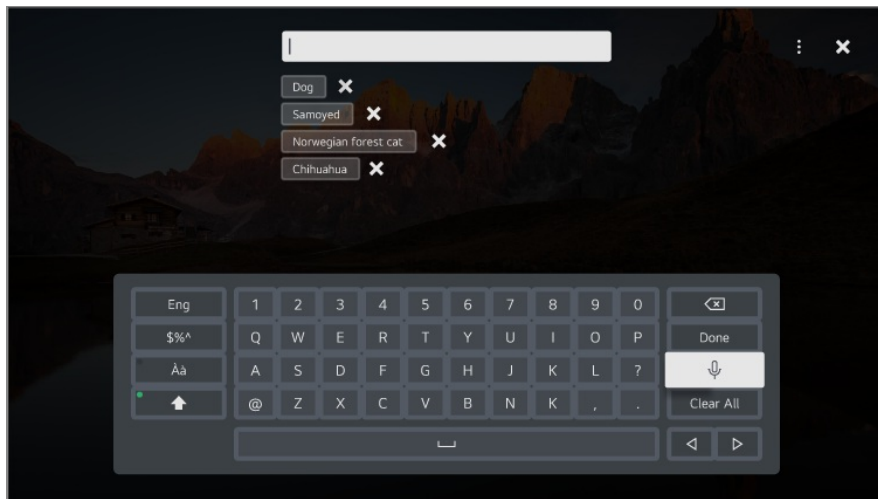 Dog
Samoyed
Norwegian forest cat
Chihuahua
Eng 1 2 3 4 5 6 7 8 9 0
$%^ Q W E R T Y U I O P Done
Àà A S D F G H J K L ?
@ Z X C V B N K , . Clear All